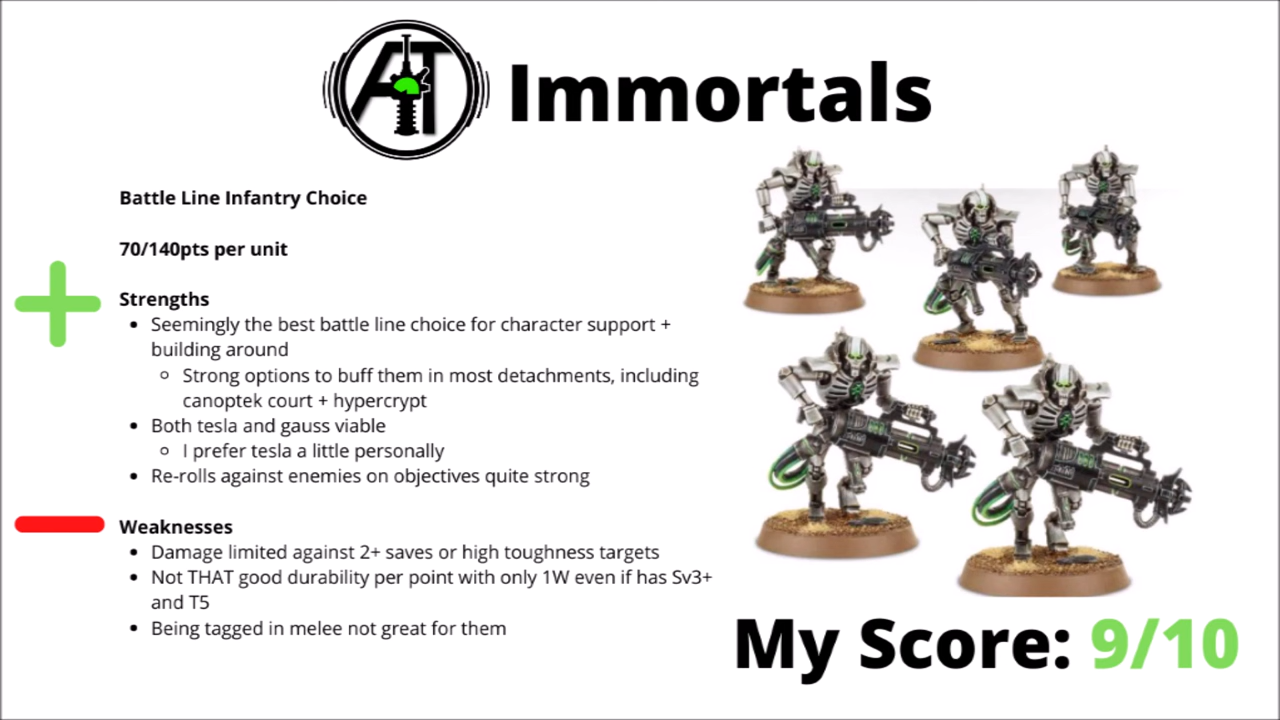 AT
Immortals
Battle Line Infantry Choice
70/140pts per unit
Strengths
• Seemingly the best battle line choice for character support +
building around
◦ Strong options to buff them in most detachments, including
canoptek court + hypercrypt
• Both tesla and gauss viable
◦ I prefer tesla a little personally
• Re-rolls against enemies on objectives quite strong
Weaknesses
• Damage limited against 2+ saves or high toughness targets
• Not THAT good durability per point with only 1W even if has Sv3+
and T5
• Being tagged in melee not great for them
My Score: 9/10